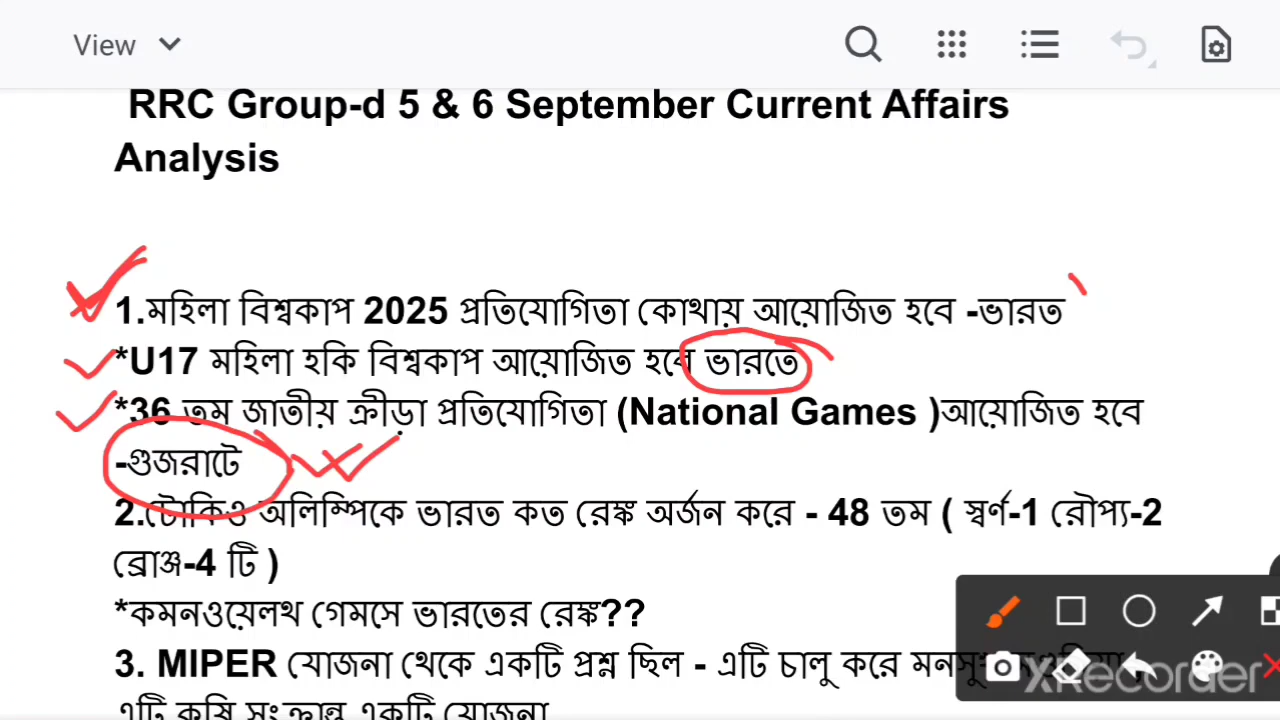 View
RRC Group-d 5 & 6 September Current Affairs
Analysis
1.মহিলা বিশ্বকাপ 2025 প্রতিযোগিতা কোথায় আয়োজিত হবে -ভারত
*U17 মহিলা হকি বিশ্বকাপ আয়োজিত হবে ভারতে
*36 তম জাতীয় ক্রীড়া প্রতিযোগিতা (National Games )আয়োজিত হবে
-গুজরাটে
2.টোকিও অলিম্পিকে ভারত কত রেঙ্ক অর্জন করে - 48 তম ( স্বর্ণ-1 রৌপ্য-2
ব্রোঞ্জ-4 টি )
*কমনওয়েলথ গেমসে ভারতের রেঙ্ক??
3. MIPER যোজনা থেকে একটি প্রশ্ন ছিল - এটি চালু করে
এটি কৃষি সংক্রান্ত একটি যোজনা
XRecorder